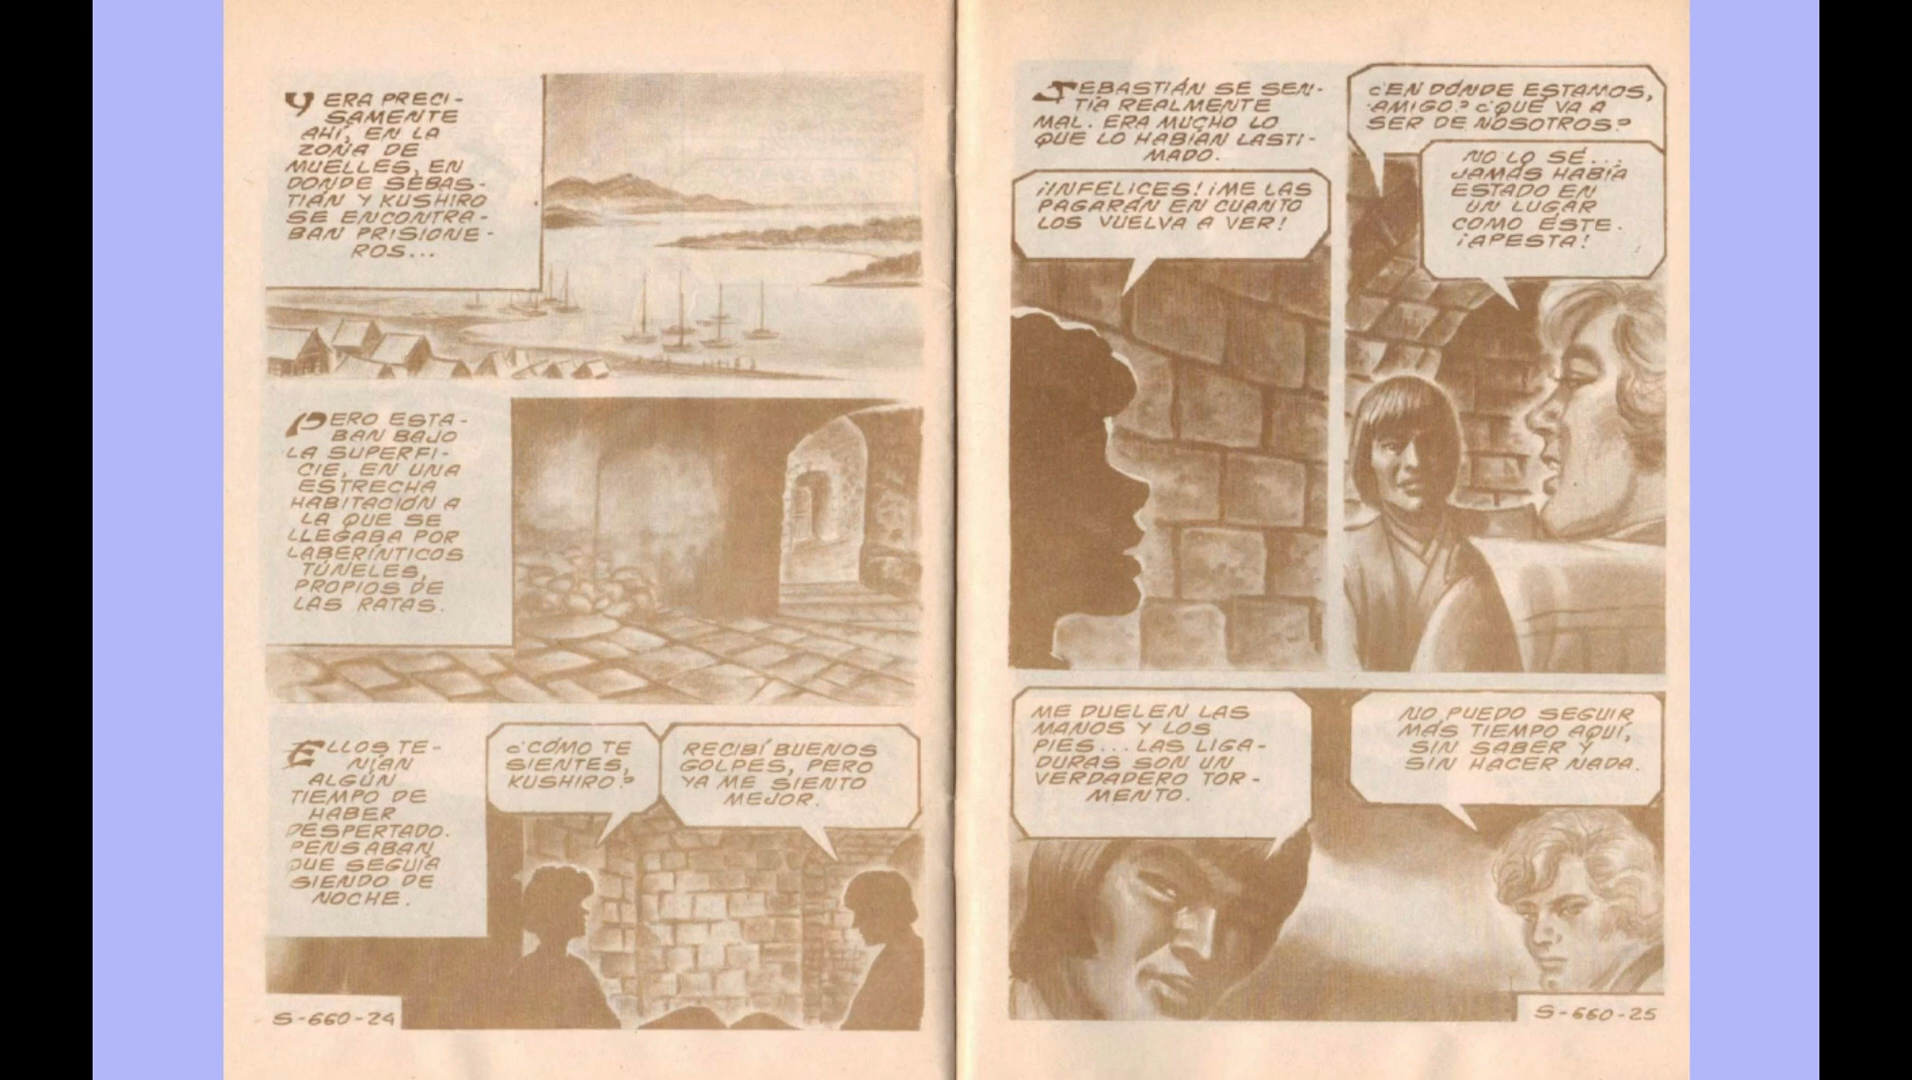 Y ERA PRECI-
SAMENTE
AHÍ, EN LA
ZONA DE
MUELLES, EN
DONDE SEBAS-
TIÁN Y KUSHIRO
SE ENCONTRA-
BAN PRISIONE-
ROS...
PERO ESTA-
BAN BAJO
LA SUPERFI-
CIE, EN UNA
ESTRECHA
HABITACIÓN A
LA QUE SE
LLEGABA POR
LABERÍNTICOS
TÚNELES,
PROPIOS DE
LAS RATAS.
ELLOS TE-
NÍAN
ALGÚN
TIEMPO DE
HABER
DESPERTADO.
PENSABAN
QUE SEGUÍA
SIENDO DE
NOCHE.
¿CÓMO TE
SIENTES,
KUSHIRO?
RECIBÍ BUENOS
GOLPES, PERO
YA ME SIENTO
MEJOR.
S-660-24
SEBASTIÁN SE SEN-
TÍA REALMENTE
MAL. ERA MUCHO LO
QUE LO HABÍAN LASTI-
MADO.
¡INFELICES! ¡ME LAS
PAGARÁN EN CUANTO
LOS VUELVA A VER!
¿EN DÓNDE ESTAMOS,
AMIGO? ¿QUÉ VA A
SER DE NOSOTROS?
NO LO SÉ...
JAMÁS HABÍA
ESTADO EN
UN LUGAR
COMO ÉSTE.
¡APESTA!
ME DUELEN LAS
MANOS Y LOS
PIES... LAS LIGA-
DURAS SON UN
VERDADERO TOR-
MENTO.
NO PUEDO SEGUIR
MÁS TIEMPO AQUÍ,
SIN SABER Y
SIN HACER NADA.
S-660-25